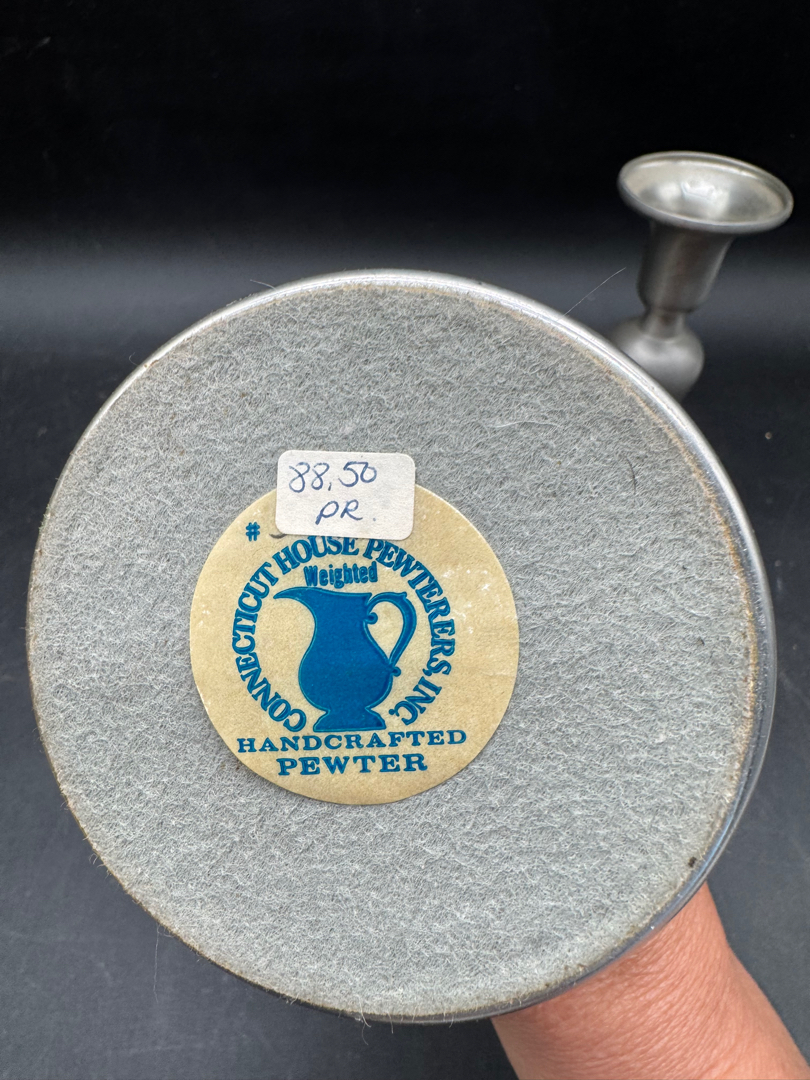 88.50
PR.
#
CONNECTICUT HOUSE PEWTERERS, INC.
Weighted
HANDCRAFTED
PEWTER